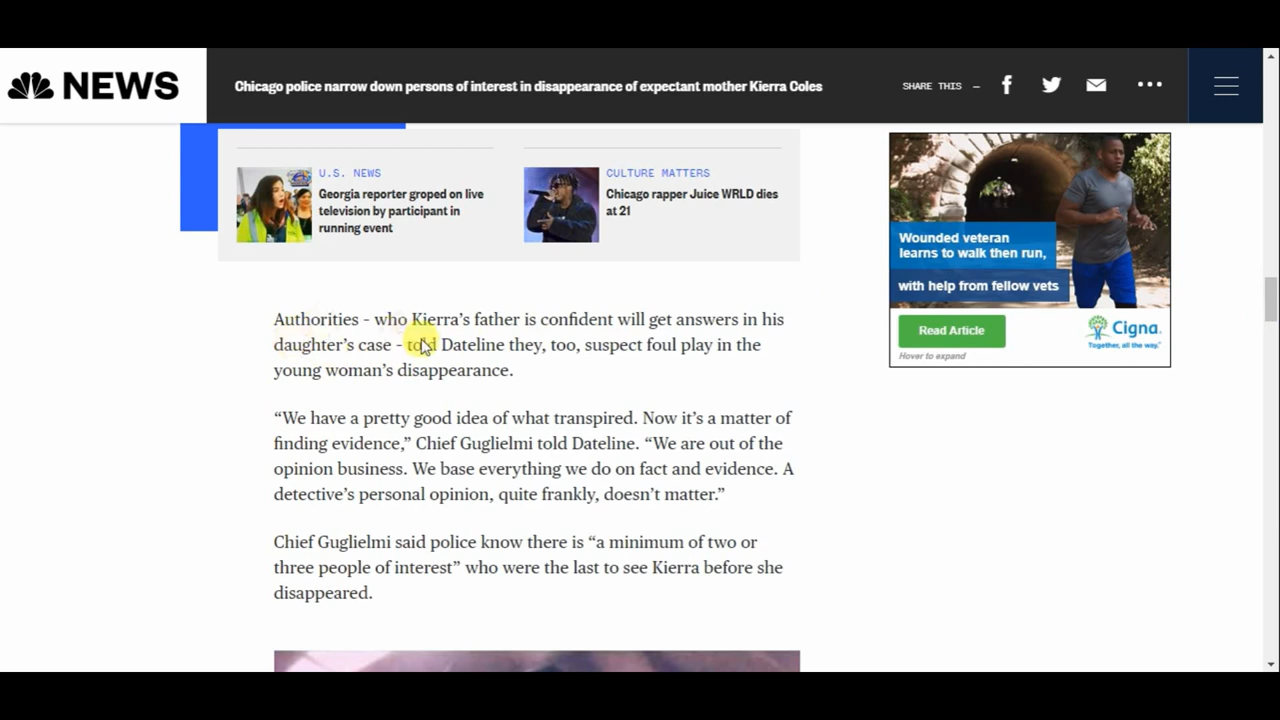 NEWS
Chicago police narrow down persons of interest in disappearance of expectant mother Kierra Coles
SHARE THIS –
U.S. NEWS
Georgia reporter groped on live
television by participant in
running event
CULTURE MATTERS
Chicago rapper Juice WRLD dies
at 21
Wounded veteran
learns to walk then run,
with help from fellow vets
Read Article
Hover to expand
Cigna.
Together, all the way.
Authorities - who Kierra’s father is confident will get answers in his
daughter’s case - told Dateline they, too, suspect foul play in the
young woman’s disappearance.
“We have a pretty good idea of what transpired. Now it’s a matter of
finding evidence,” Chief Guglielmi told Dateline. “We are out of the
opinion business. We base everything we do on fact and evidence. A
detective’s personal opinion, quite frankly, doesn’t matter.”
Chief Guglielmi said police know there is “a minimum of two or
three people of interest” who were the last to see Kierra before she
disappeared.